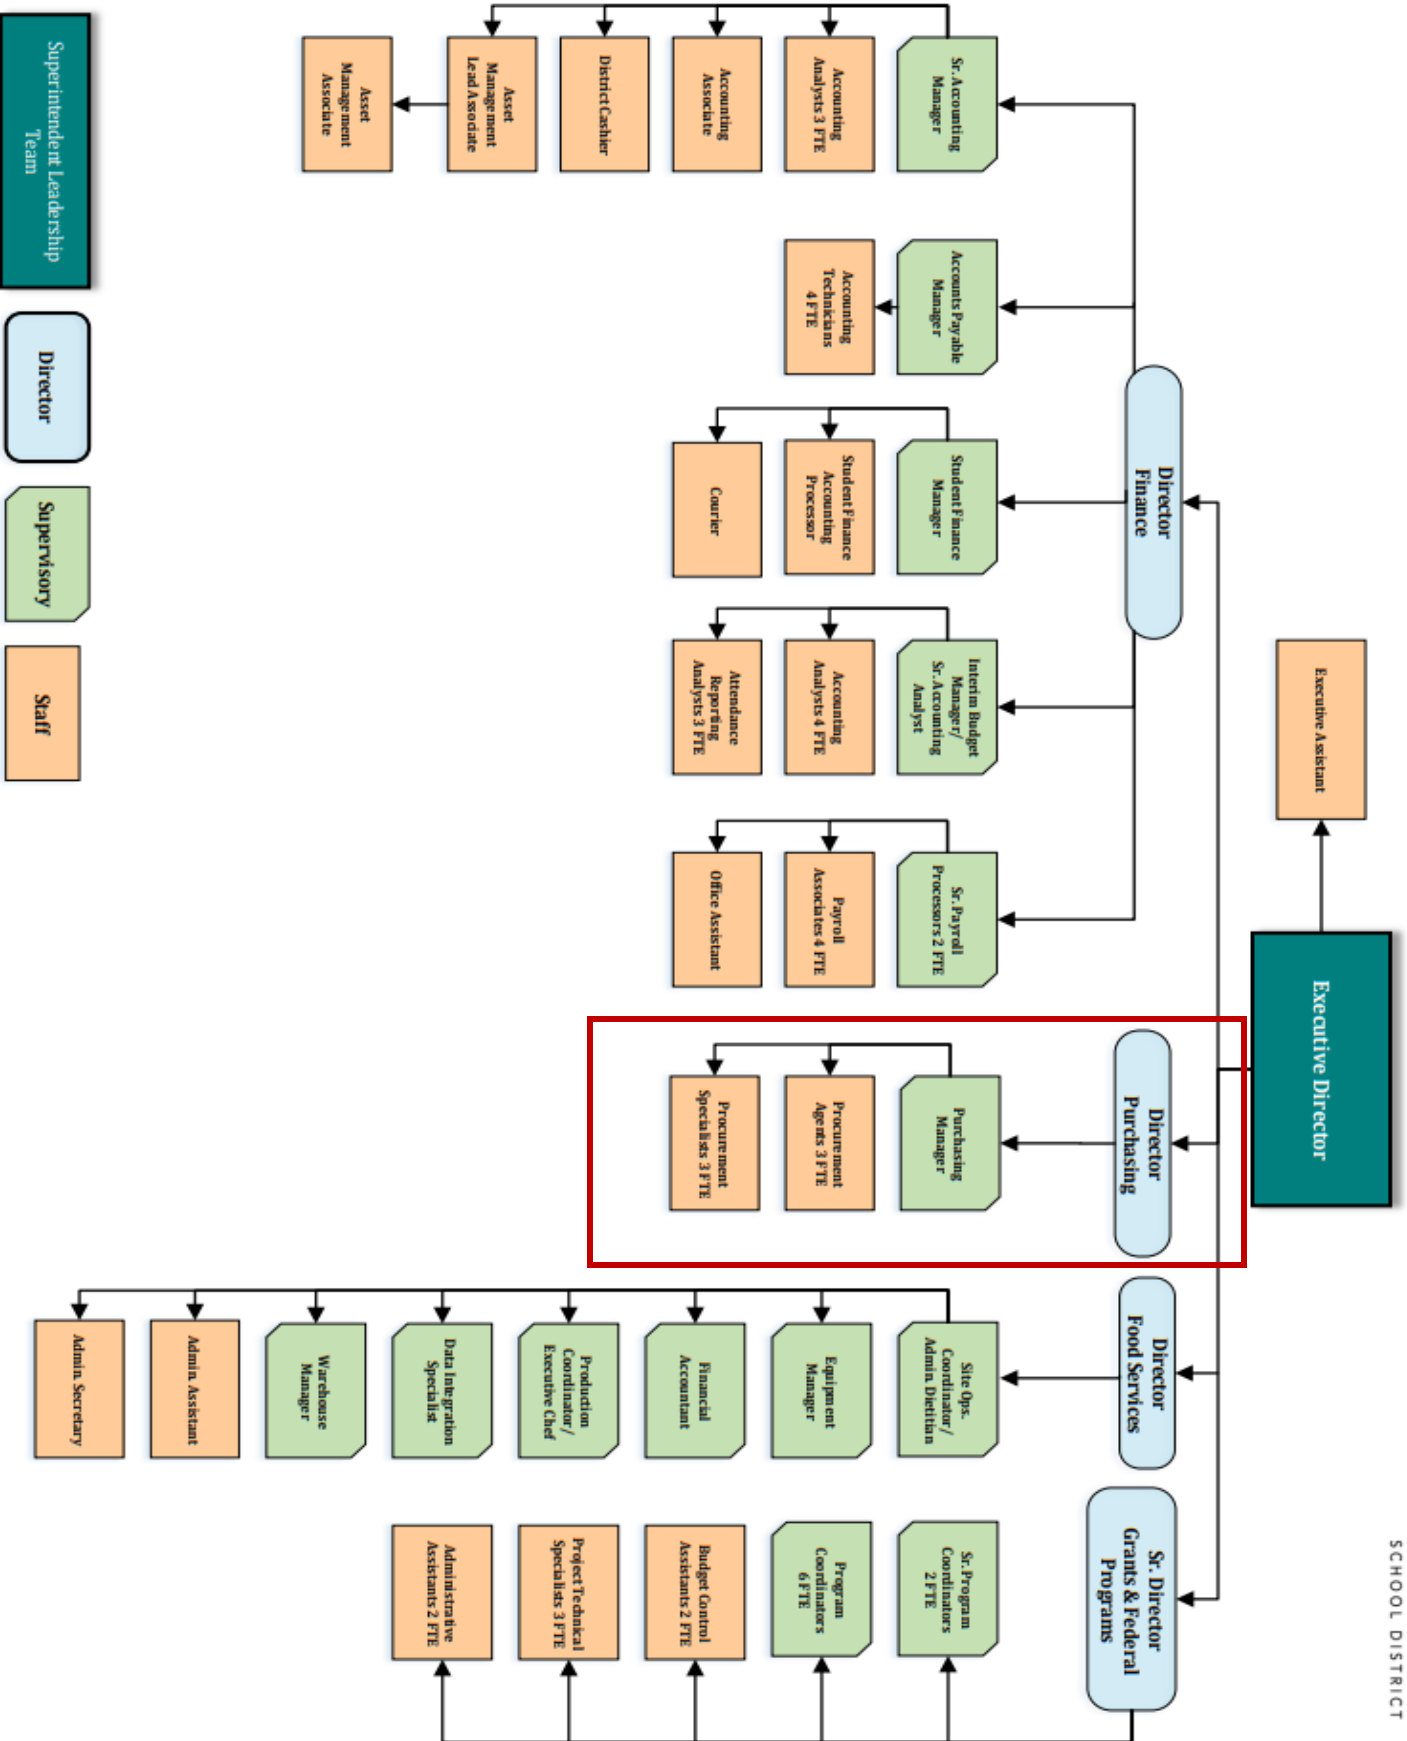 SCHOOL DISTRICT
Executive Director
Executive Assistant
Director
Finance
Director
Purchasing
Director
Food Services
Sr. Director
Grants & Federal
Programs
Sr. Accounting
Manager
Accounting
Analysts 3 FTE
Accounting
Associate
District Cashier
Asset
Management
Lead Associate
Asset
Management
Associate
Accounts Payable
Manager
Accounting
Technicians
4 FTE
Student Finance
Manager
Student Finance
Accounting
Processor
Courier
Interim Budget
Manager/
Sr. Accounting
Analyst
Accounting
Analysts 4 FTE
Attendance
Reporting
Analysts 3 FTE
Sr. Payroll
Processors 2 FTE
Payroll
Associates 4 FTE
Office Assistant
Purchasing
Manager
Procurement
Agents 3 FTE
Procurement
Specialists 3 FTE
Site Ops.
Coordinator/
Admin. Dietitian
Equipment
Manager
Financial
Accountant
Production
Coordinator/
Executive Chef
Data Integration
Specialist
Warehouse
Manager
Admin. Assistant
Admin. Secretary
Sr. Program
Coordinators
2 FTE
Program
Coordinators
6 FTE
Budget Control
Assistants 2 FTE
Project Technical
Specialists 3 FTE
Administrative
Assistants 2 FTE
Superintendent Leadership
Team
Director
Supervisory
Staff